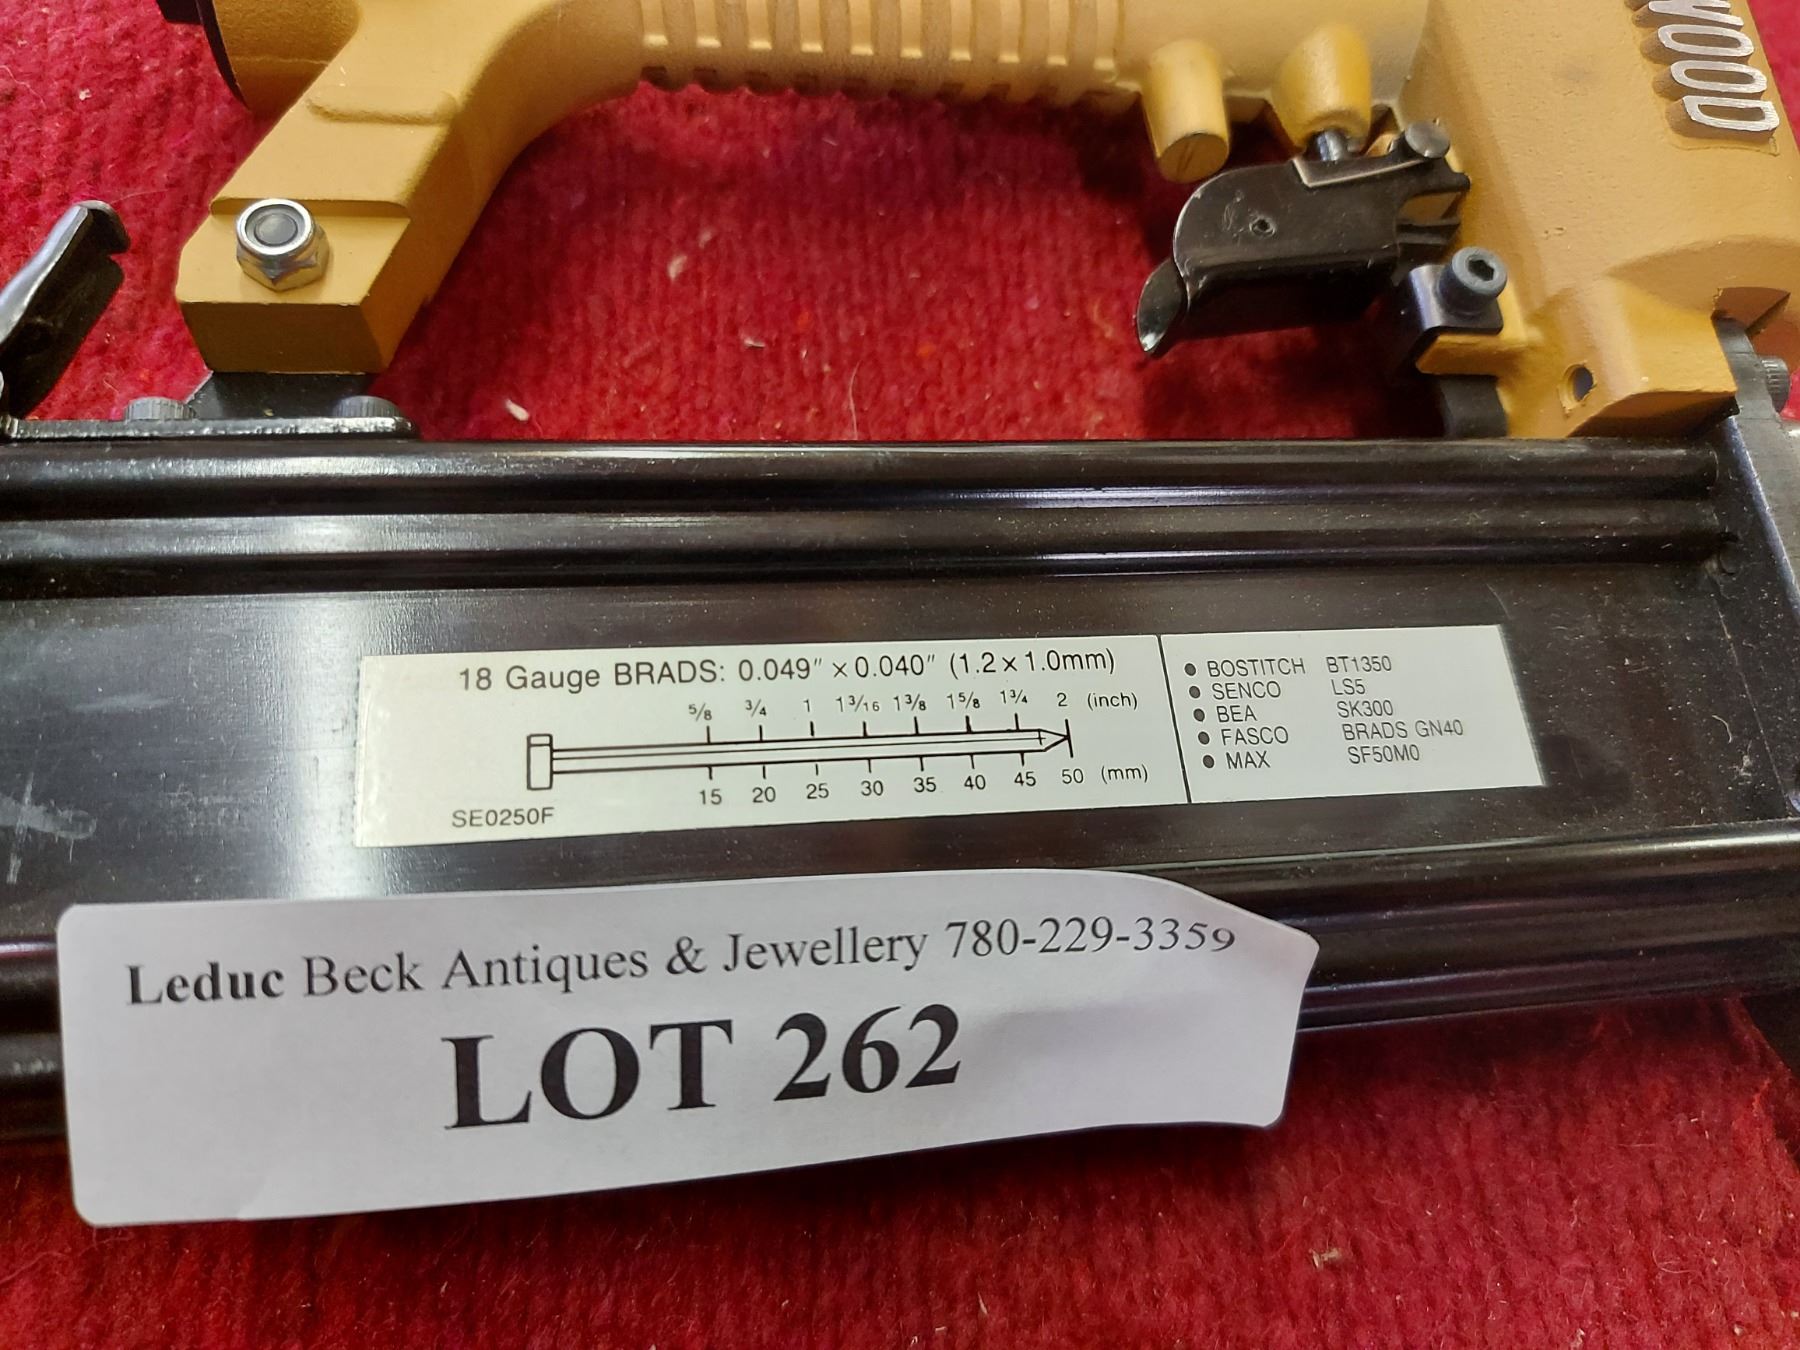 18 Gauge BRADS: 0.049" × 0.040" (1.2 × 1.0mm)
5/8 3/4 1 1 3/16 1 3/8 1 5/8 1 3/4 2 (inch)
15 20 25 30 35 40 45 50 (mm)
SE0250F
● BOSTITCH BT1350
● SENCO LS5
● BEA SK300
● FASCO BRADS GN40
● MAX SF50M0
Leduc Beck Antiques & Jewellery 780-229-3359
LOT 262